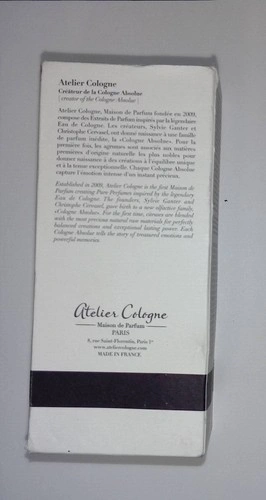 Atelier Cologne
Créateur de la Cologne Absolue
( creator of the Cologne Absolue )
Atelier Cologne, Maison de Parfum fondée en 2009,
compose des Extraits de Parfum inspirés par la légendaire
Eau de Cologne. Les créateurs, Sylvie Ganter et
Christophe Cervasel, ont donné naissance à une famille
de parfum inédite, la «Cologne Absolue». Pour la
première fois, les agrumes sont associés aux matières
premières d'origine naturelle les plus nobles pour
donner naissance à des créations à l'équilibre unique
et à la tenue exceptionnelle. Chaque Cologne Absolue
capture l'émotion intense d'un instant précieux.
Established in 2009, Atelier Cologne is the first Maison de
Parfum creating Pure Perfumes inspired by the legendary
Eau de Cologne. The founders, Sylvie Ganter and
Christophe Cervasel, gave birth to a new olfactive family,
«Cologne Absolue». For the first time, citruses are blended
with the most precious natural raw materials for perfectly
balanced creations and exceptional lasting power. Each
Cologne Absolue tells the story of treasured emotions and
powerful memories.
Atelier Cologne
Maison de Parfum
PARIS
8, rue Saint-Florentin, Paris 1er
www.ateliercologne.com
MADE IN FRANCE